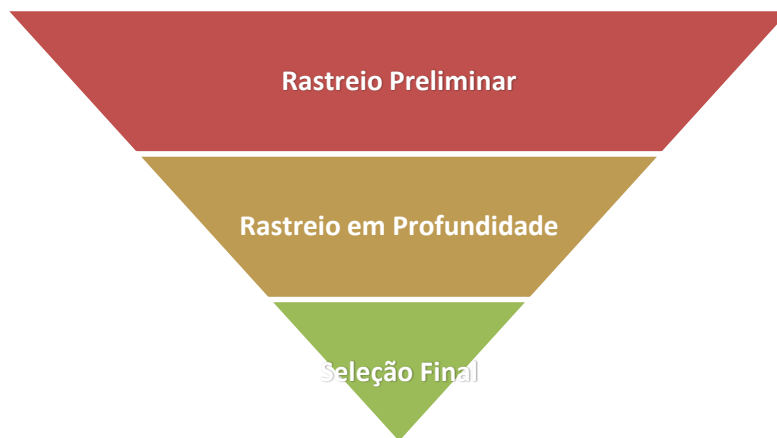 Rastreio Preliminar
Rastreio em Profundidade
Seleção Final